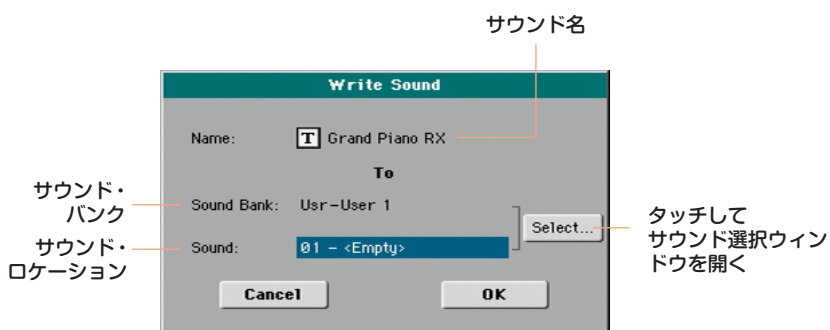 サウンド名
Write Sound
Name: T Grand Piano RX
To
サウンド・
バンク
Sound Bank: Usr-User 1
サウンド・
ロケーション
Sound: 01 - <Empty>
Select...
タッチして
サウンド選択ウィン
ドウを開く
Cancel OK